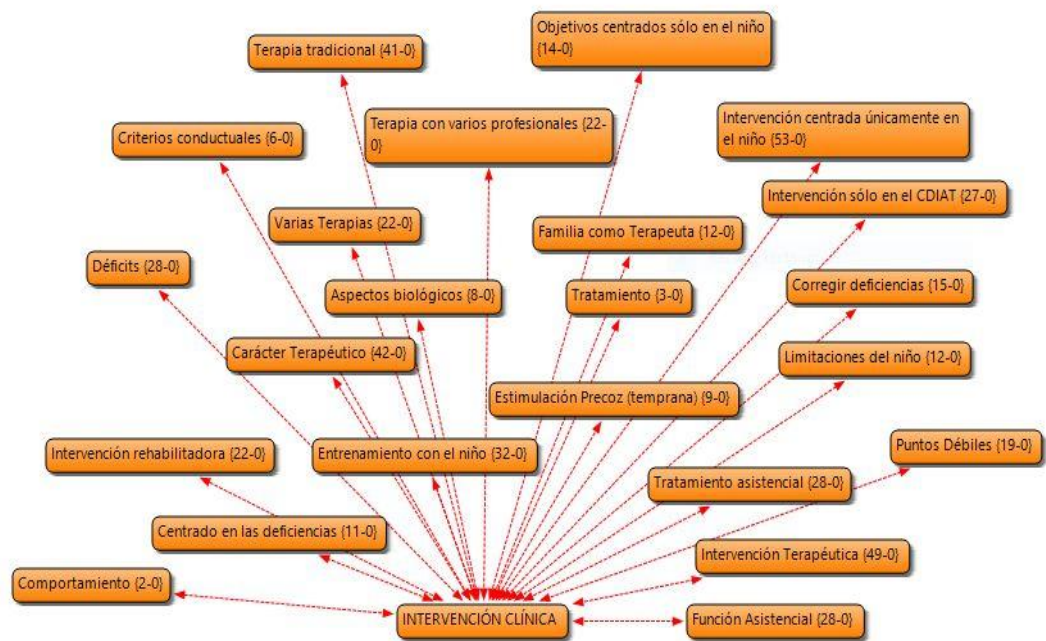 Objetivos centrados sólo en el niño
{14-0}
Terapia tradicional {41-0}
Terapia con varios profesionales {22-
0}
Intervención centrada únicamente en
el niño {53-0}
Criterios conductuales {6-0}
Intervención sólo en el CDIAT {27-0}
Varias Terapias {22-0}
Familia como Terapeuta {12-0}
Déficits {28-0}
Aspectos biológicos {8-0}
Tratamiento {3-0}
Corregir deficiencias {15-0}
Carácter Terapéutico {42-0}
Limitaciones del niño {12-0}
Estimulación Precoz (temprana) {9-0}
Intervención rehabilitadora {22-0}
Entrenamiento con el niño {32-0}
Puntos Débiles {19-0}
Tratamiento asistencial {28-0}
Centrado en las deficiencias {11-0}
Intervención Terapéutica {49-0}
Comportamiento {2-0}
INTERVENCIÓN CLÍNICA
Función Asistencial {28-0}